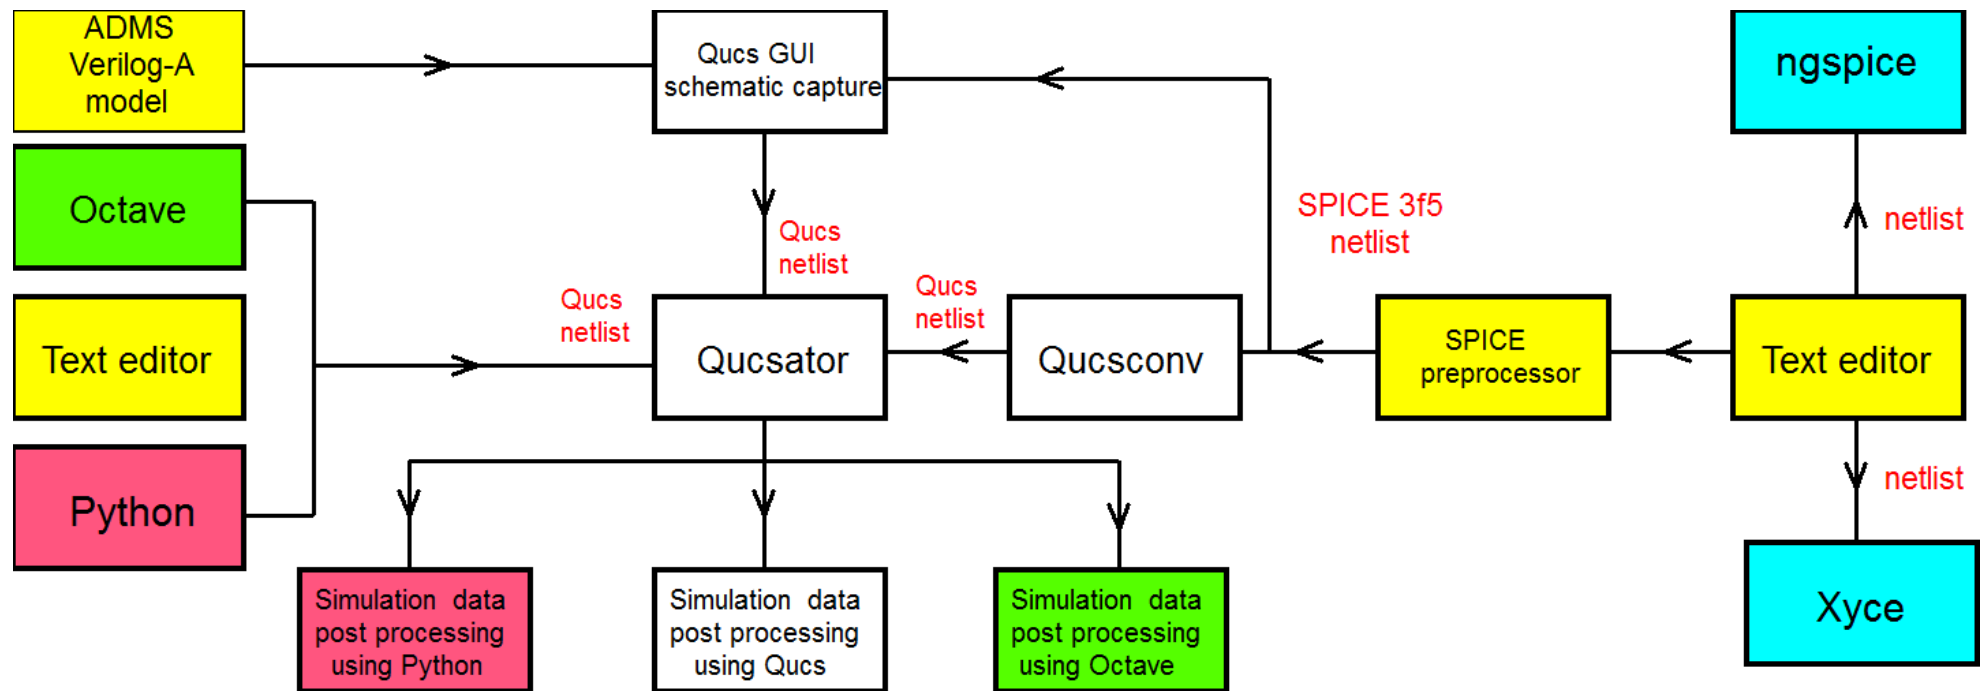 ADMS
Verilog-A
model
Qucs GUI
schematic capture
ngspice
Octave
SPICE 3f5
netlist
netlist
Qucs
netlist
Qucs
netlist
Qucs
netlist
Text editor
Qucsator
Qucsconv
SPICE
preprocessor
Text editor
Python
netlist
Simulation data
post processing
using Python
Simulation data
post processing
using Qucs
Simulation data
post processing
using Octave
Xyce